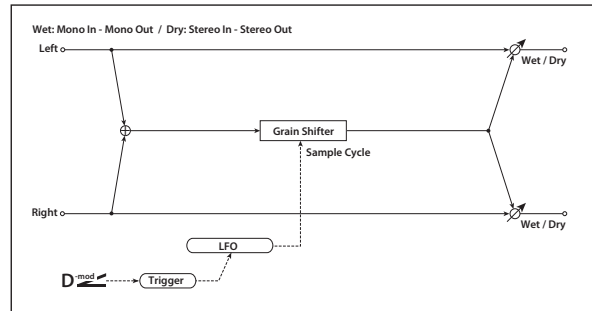 Wet: Mono In - Mono Out / Dry: Stereo In - Stereo Out
Left
Wet / Dry
Grain Shifter
Sample Cycle
Right
Wet / Dry
LFO
D-mod
Trigger